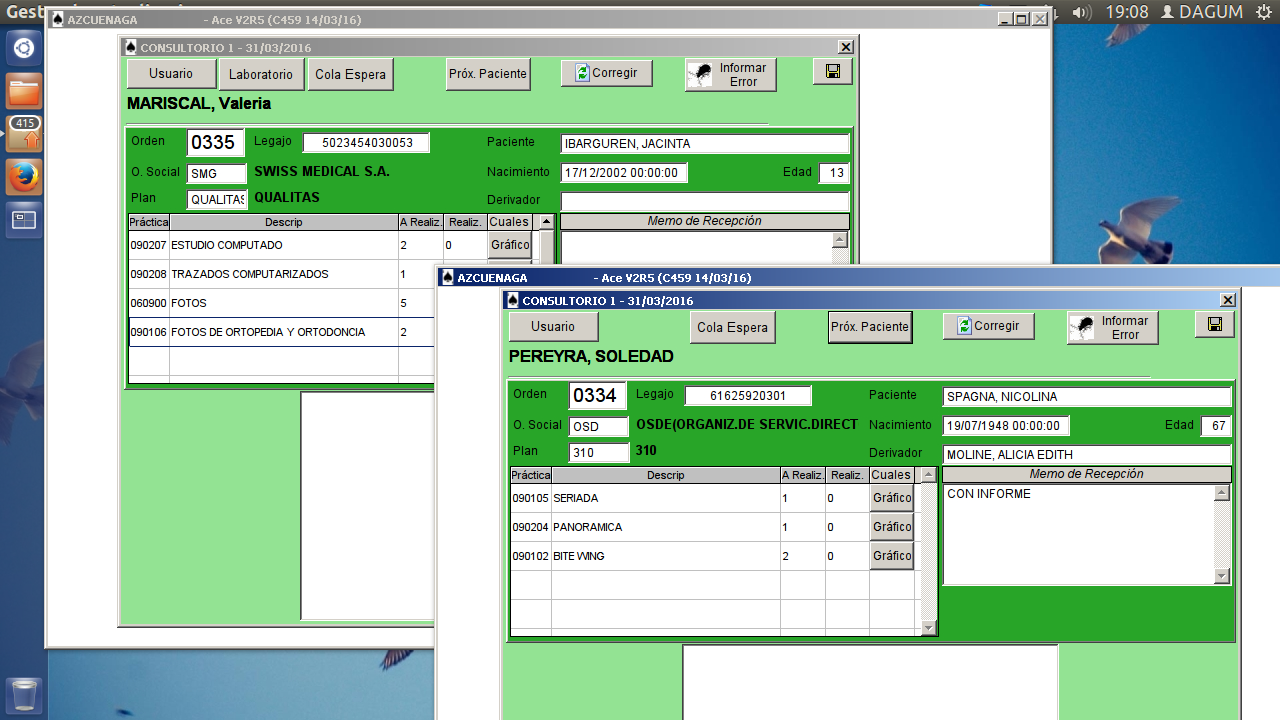 Gest
19:08 DAGUM
415
AZCUENAGA - Ace V2R5 (C459 14/03/16)
CONSULTORIO 1 - 31/03/2016
Usuario Laboratorio Cola Espera Próx. Paciente Corregir Informar Error
MARISCAL, Valeria
Orden 0335 Legajo 5023454030053 Paciente IBARGUREN, JACINTA
O. Social SMG SWISS MEDICAL S.A. Nacimiento 17/12/2002 00:00:00 Edad 13
Plan QUALITAS QUALITAS Derivador
Práctica Descrip A Realiz. Realiz. Cuales Memo de Recepción
090207 ESTUDIO COMPUTADO 2 0 Gráfico
090208 TRAZADOS COMPUTARIZADOS 1
060900 FOTOS 5
090106 FOTOS DE ORTOPEDIA Y ORTODONCIA 2
AZCUENAGA - Ace V2R5 (C459 14/03/16)
CONSULTORIO 1 - 31/03/2016
Usuario Cola Espera Próx. Paciente Corregir Informar Error
PEREYRA, SOLEDAD
Orden 0334 Legajo 61625920301 Paciente SPAGNA, NICOLINA
O. Social OSD OSDE(ORGANIZ.DE SERVIC.DIRECT Nacimiento 19/07/1948 00:00:00 Edad 67
Plan 310 310 Derivador MOLINE, ALICIA EDITH
Práctica Descrip A Realiz. Realiz. Cuales Memo de Recepción
090105 SERIADA 1 0 Gráfico CON INFORME
090204 PANORAMICA 1 0 Gráfico
090102 BITE WING 2 0 Gráfico